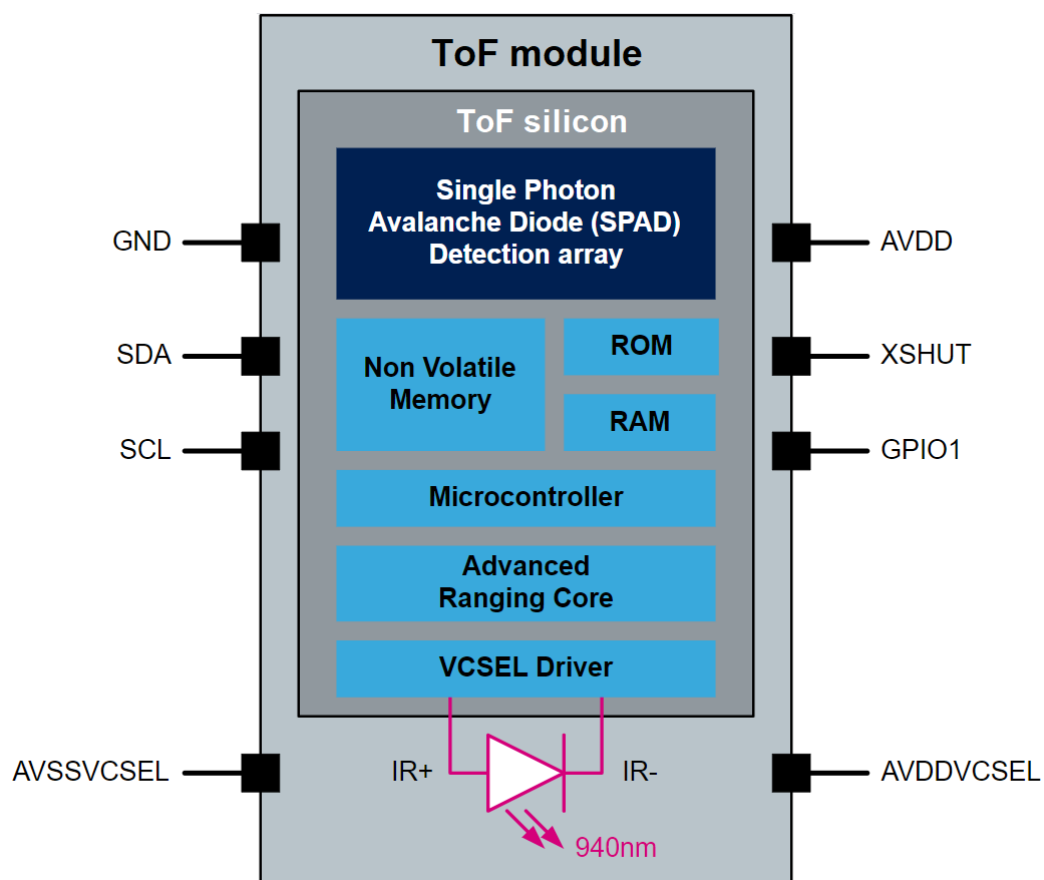 ToF module
ToF silicon
Single Photon
Avalanche Diode (SPAD)
Detection array
GND
AVDD
SDA
Non Volatile
Memory
ROM
RAM
XSHUT
SCL
GPIO1
Microcontroller
Advanced
Ranging Core
VCSEL Driver
AVSSVCSEL
IR+
IR-
AVDDVCSEL
940nm